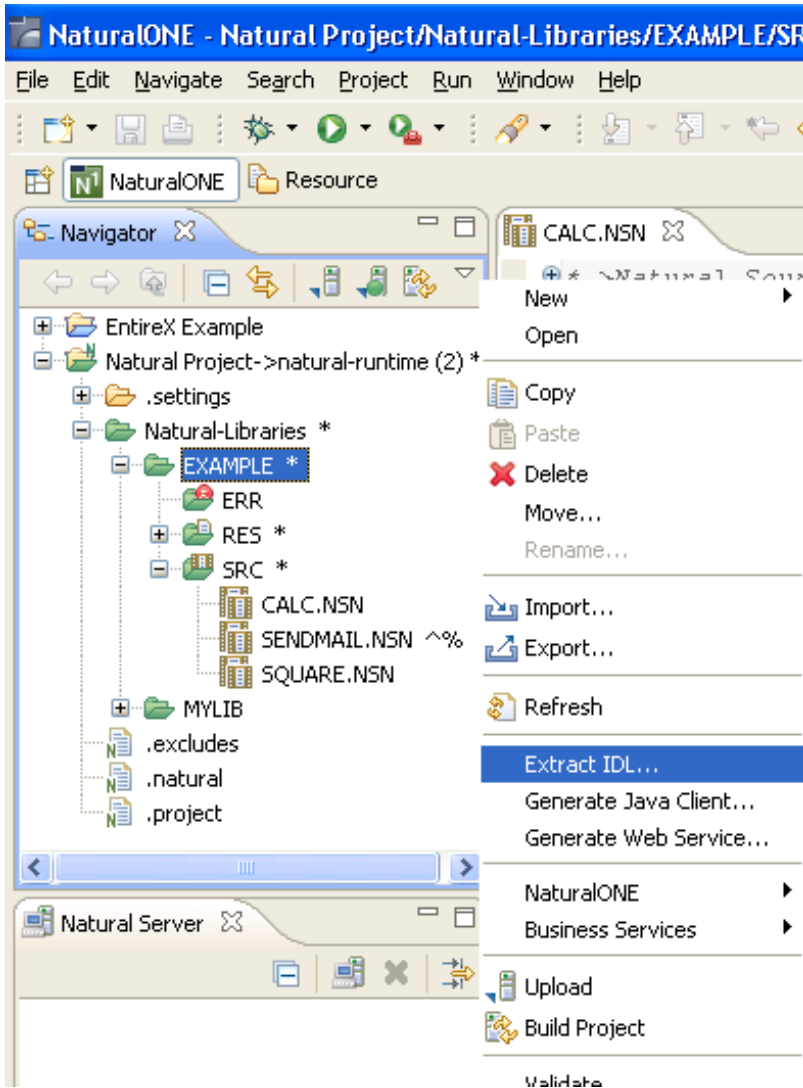 NaturalONE - Natural Project/Natural-Libraries/EXAMPLE/SR
File Edit Navigate Search Project Run Window Help
NaturalONE Resource
Navigator
EntireX Example
Natural Project->natural-runtime (2) *
.settings
Natural-Libraries *
EXAMPLE *
ERR
RES *
SRC *
CALC.NSN
SENDMAIL.NSN ^%
SQUARE.NSN
MYLIB
.excludes
.natural
.project
Natural Server
CALC.NSN
* >Natural Sour
New
Open
Copy
Paste
Delete
Move...
Rename...
Import...
Export...
Refresh
Extract IDL...
Generate Java Client...
Generate Web Service...
NaturalONE
Business Services
Upload
Build Project
Validate